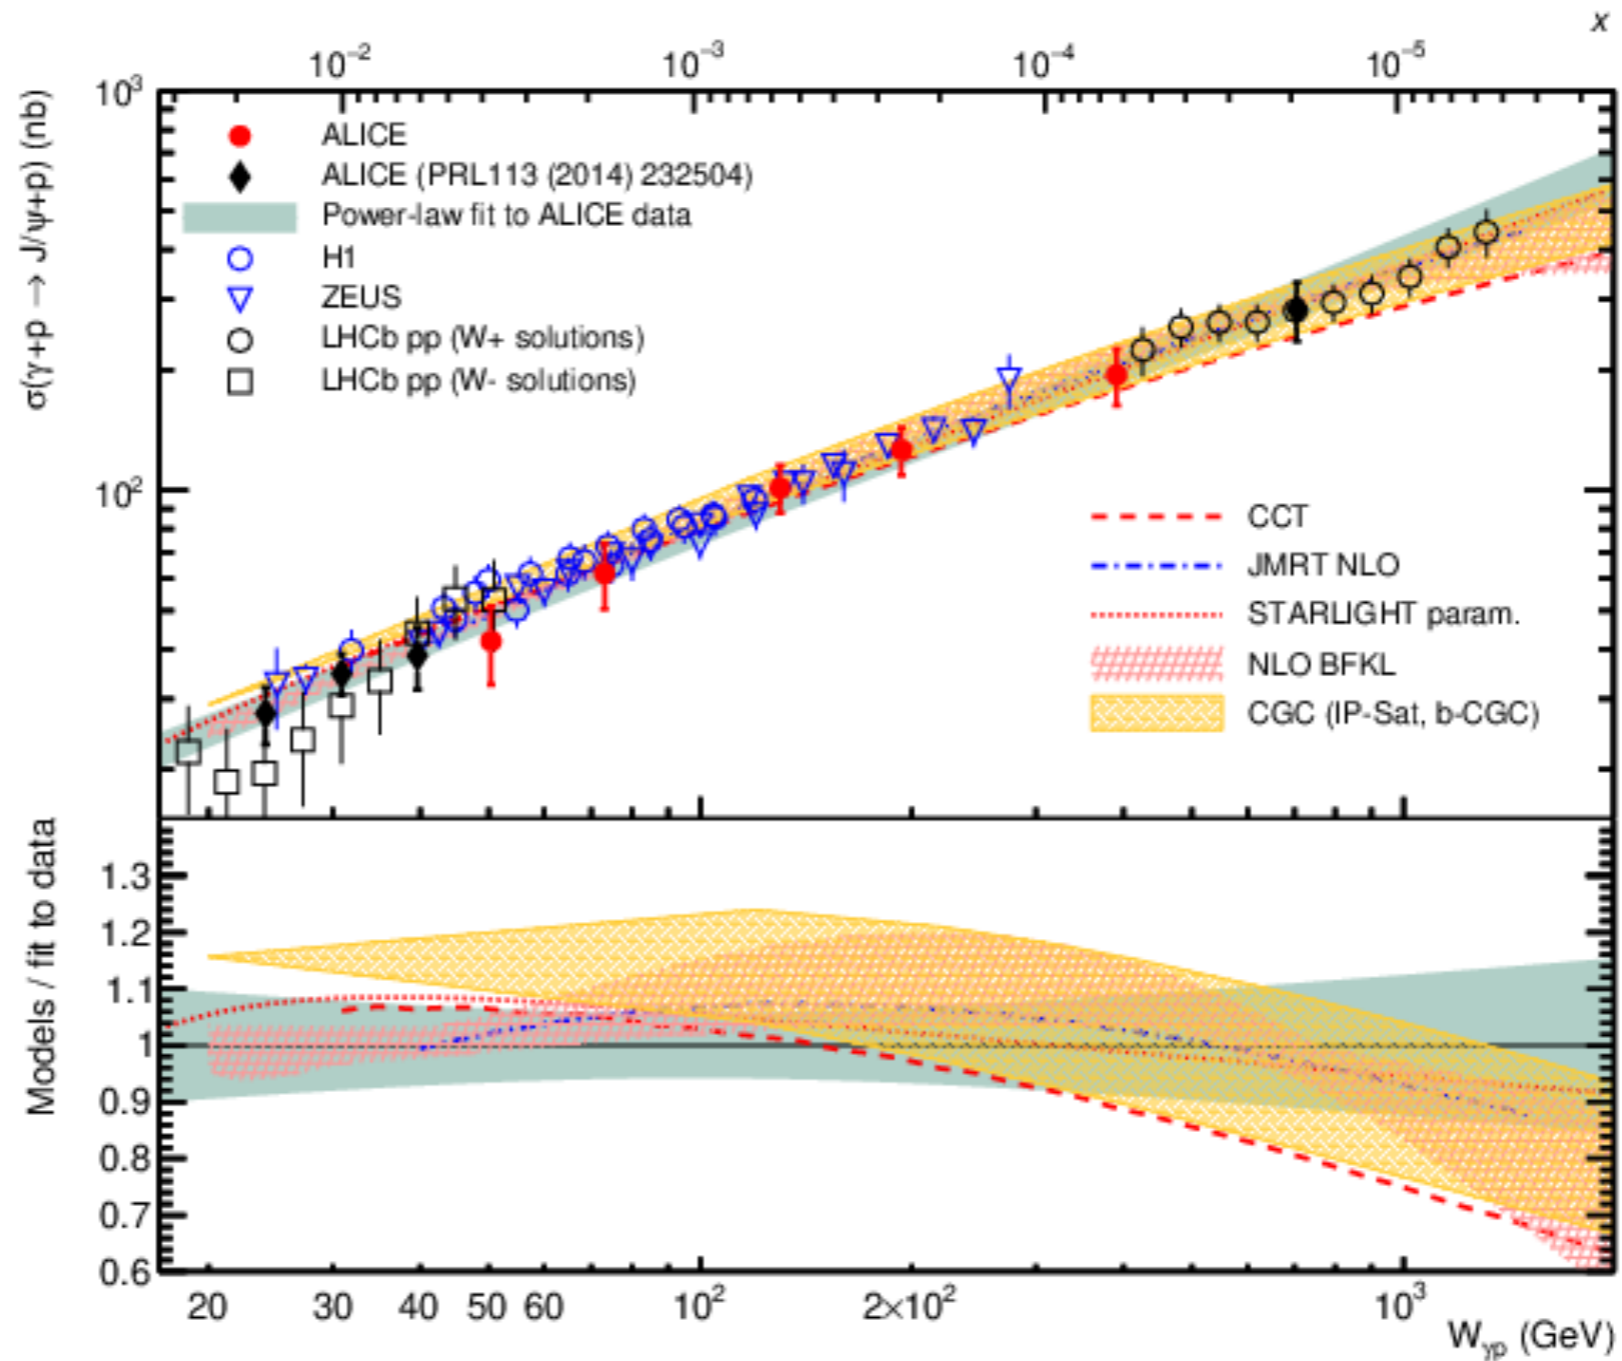 x
10⁻² 10⁻³ 10⁻⁴ 10⁻⁵
σ(γ+p → J/ψ+p) (nb)
10³
10²
ALICE
ALICE (PRL113 (2014) 232504)
Power-law fit to ALICE data
H1
ZEUS
LHCb pp (W+ solutions)
LHCb pp (W- solutions)
CCT
JMRT NLO
STARLIGHT param.
NLO BFKL
CGC (IP-Sat, b-CGC)
Models / fit to data
1.3
1.2
1.1
1
0.9
0.8
0.7
0.6
20 30 40 50 60 10² 2×10² 10³
Wγp (GeV)